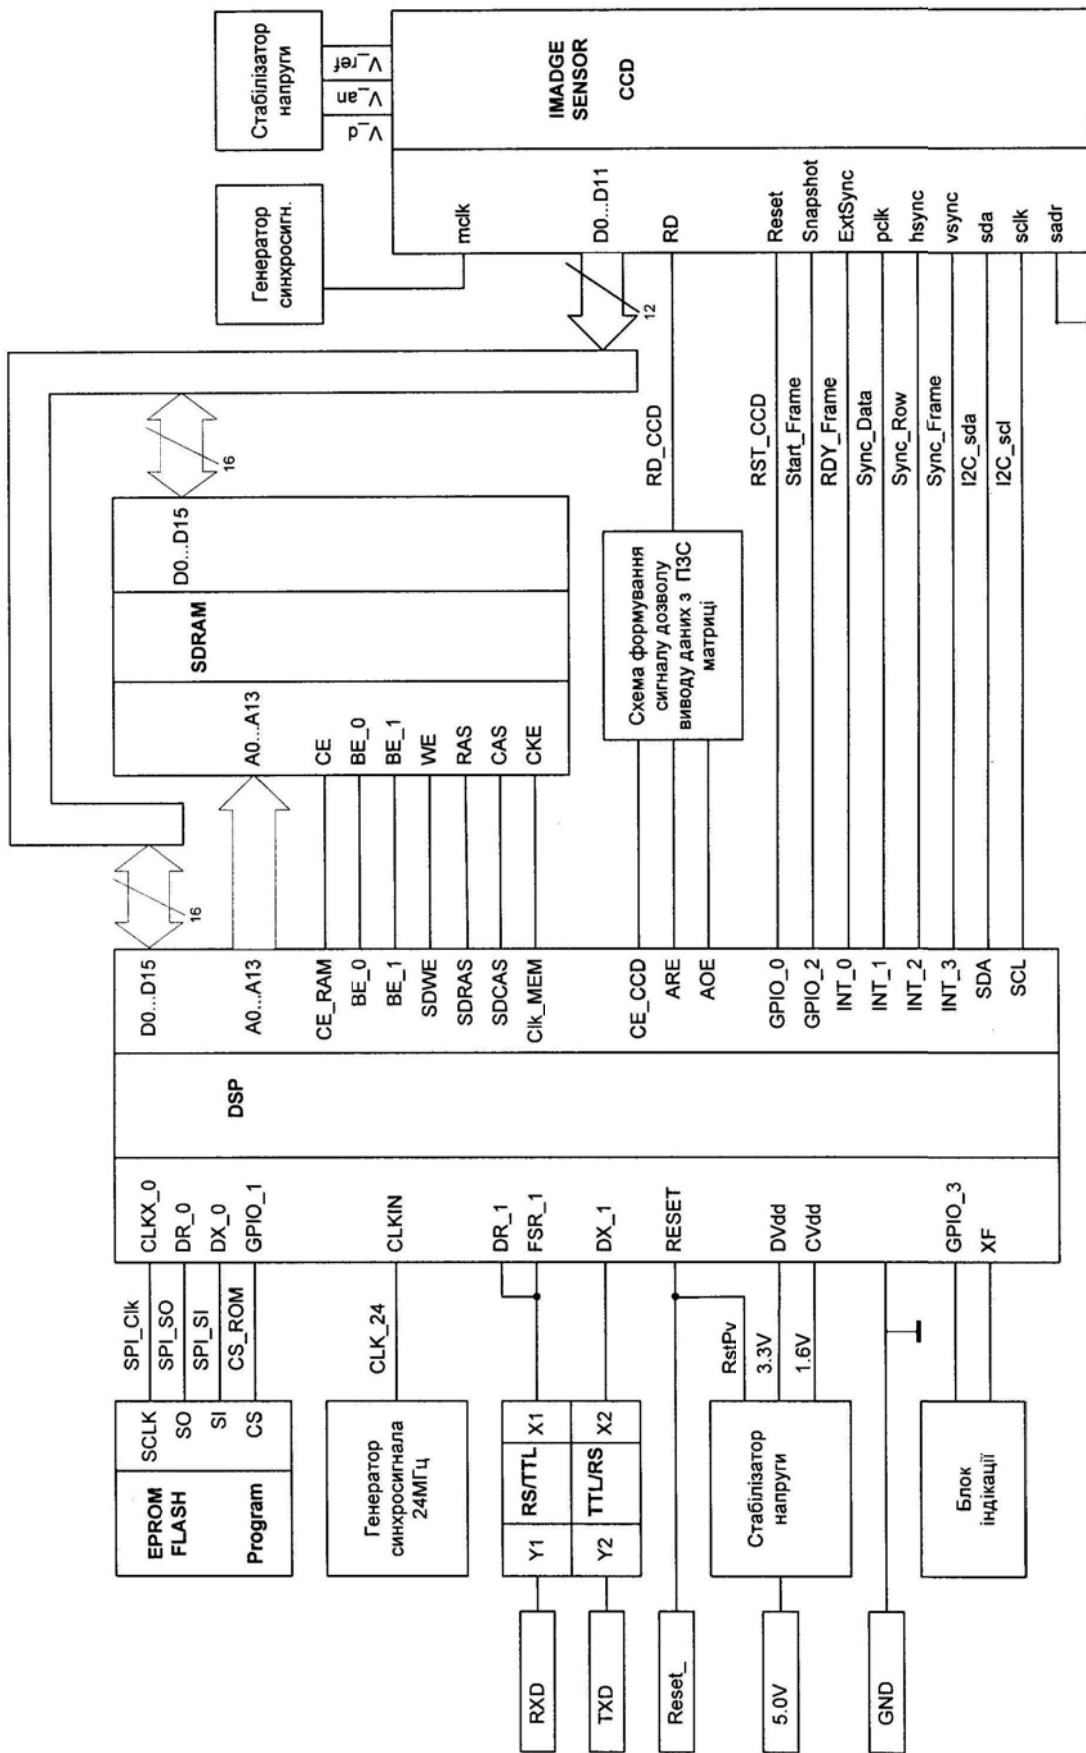 EPROM
FLASH
Program
SCLK
SO
SI
CS
SPI_Clk
SPI_SO
SPI_SI
CS_ROM
CLKX_0
DR_0
DX_0
GPIO_1
Генератор
синхросигнала
24МГц
CLK_24
CLKIN
RXD
TXD
Y1
RS/TTL
X1
Y2
TTL/RS
X2
DR_1
FSR_1
DX_1
Reset_
RESET
5.0V
Стабілізатор
напруги
RstPv
3.3V
1.6V
DVdd
CVdd
GND
Блок
індікації
GPIO_3
XF
DSP
D0...D15
A0...A13
CE_RAM
BE_0
BE_1
SDWE
SDRAS
SDCAS
Clk_MEM
CE_CCD
ARE
AOE
GPIO_0
GPIO_2
INT_0
INT_1
INT_2
INT_3
SDA
SCL
16
A0...A13
CE
BE_0
BE_1
WE
RAS
CAS
CKE
SDRAM
D0...D15
16
Схема формування
сигналу дозволу
виводу даних з ПЗС
матриці
RD_CCD
RST_CCD
Start_Frame
RDY_Frame
Sync_Data
Sync_Row
Sync_Frame
I2C_sda
I2C_scl
12
Генератор
синхросигн.
Стабілізатор
напруги
V_d
V_an
V_ref
mclk
D0...D11
RD
Reset
Snapshot
ExtSync
pclk
hsync
vsync
sda
sclk
sadr
IMADGE
SENSOR
CCD